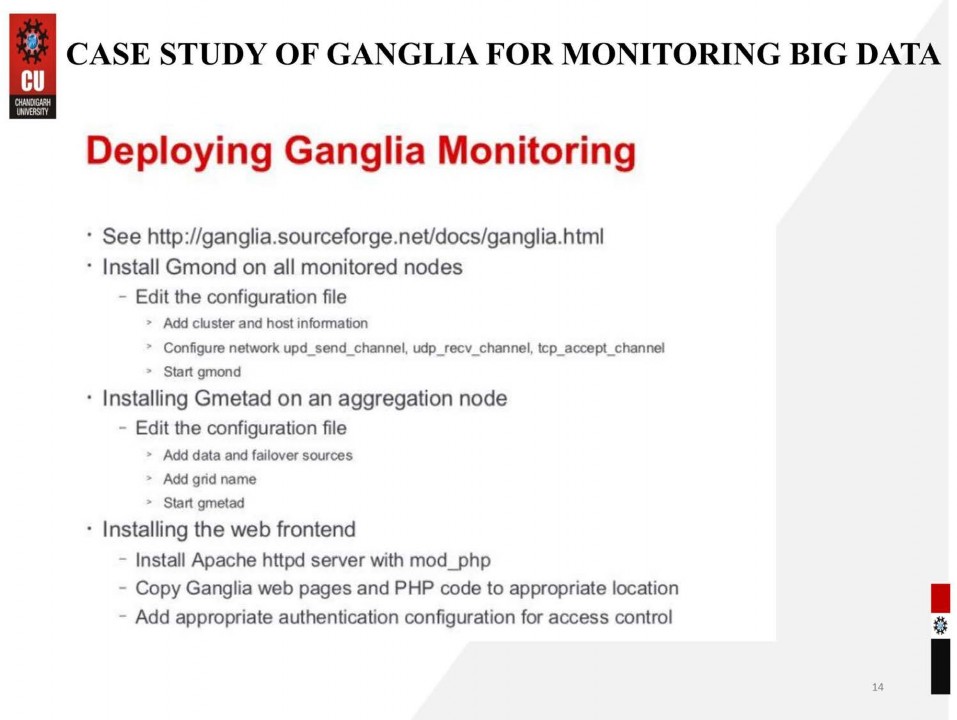 CU
CHANDIGARH
UNIVERSITY
CASE STUDY OF GANGLIA FOR MONITORING BIG DATA
Deploying Ganglia Monitoring
· See http://ganglia.sourceforge.net/docs/ganglia.html
· Install Gmond on all monitored nodes
– Edit the configuration file
> Add cluster and host information
> Configure network upd_send_channel, udp_recv_channel, tcp_accept_channel
> Start gmond
· Installing Gmetad on an aggregation node
– Edit the configuration file
> Add data and failover sources
> Add grid name
> Start gmetad
· Installing the web frontend
– Install Apache httpd server with mod_php
– Copy Ganglia web pages and PHP code to appropriate location
– Add appropriate authentication configuration for access control
14